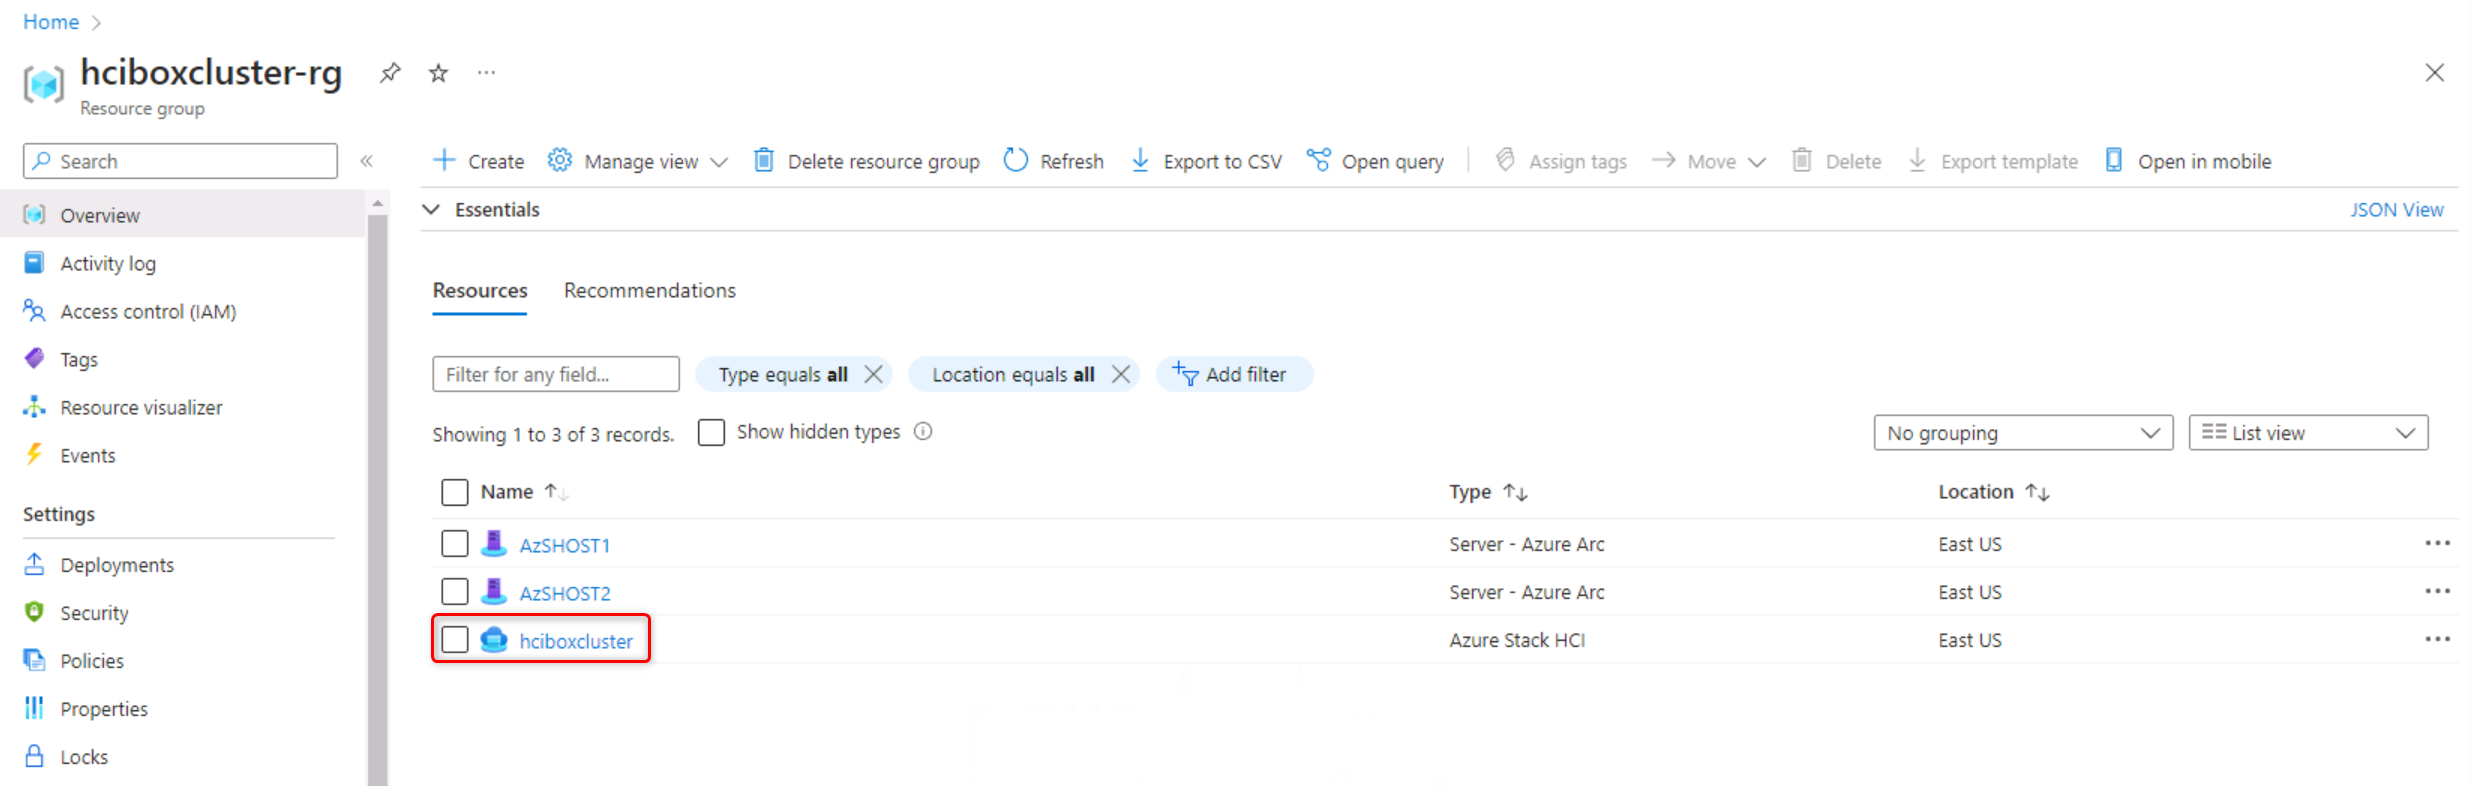 Home
hciboxcluster-rg
Resource group
Search
Create Manage view Delete resource group Refresh Export to CSV Open query Assign tags Move Delete Export template Open in mobile
Overview
Activity log
Access control (IAM)
Tags
Resource visualizer
Events
Settings
Deployments
Security
Policies
Properties
Locks
Essentials JSON View
Resources Recommendations
Filter for any field... Type equals all Location equals all Add filter
Showing 1 to 3 of 3 records. Show hidden types No grouping List view
Name Type Location
AzSHOST1 Server - Azure Arc East US
AzSHOST2 Server - Azure Arc East US
hciboxcluster Azure Stack HCI East US